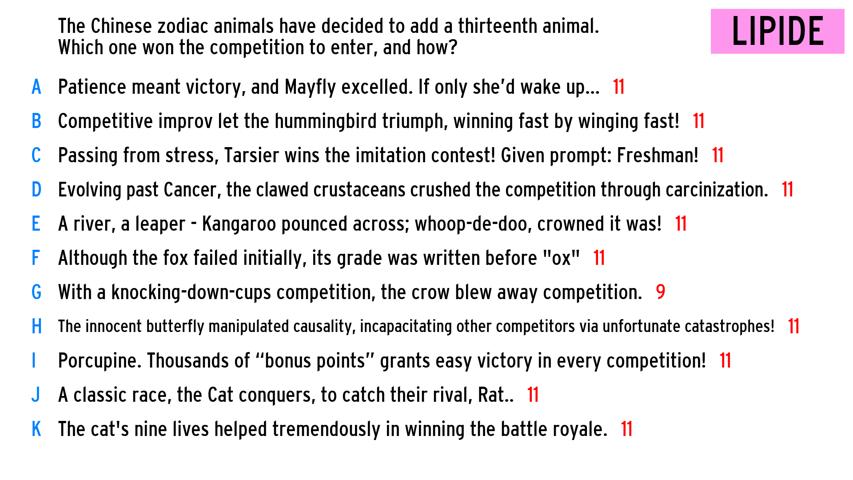 The Chinese zodiac animals have decided to add a thirteenth animal.
Which one won the competition to enter, and how?
LIPIDE
A Patience meant victory, and Mayfly excelled. If only she’d wake up... 11
B Competitive improv let the hummingbird triumph, winning fast by winging fast! 11
C Passing from stress, Tarsier wins the imitation contest! Given prompt: Freshman! 11
D Evolving past Cancer, the clawed crustaceans crushed the competition through carcinization. 11
E A river, a leaper - Kangaroo pounced across; whoop-de-doo, crowned it was! 11
F Although the fox failed initially, its grade was written before "ox" 11
G With a knocking-down-cups competition, the crow blew away competition. 9
H The innocent butterfly manipulated causality, incapacitating other competitors via unfortunate catastrophes! 11
I Porcupine. Thousands of “bonus points” grants easy victory in every competition! 11
J A classic race, the Cat conquers, to catch their rival, Rat.. 11
K The cat's nine lives helped tremendously in winning the battle royale. 11